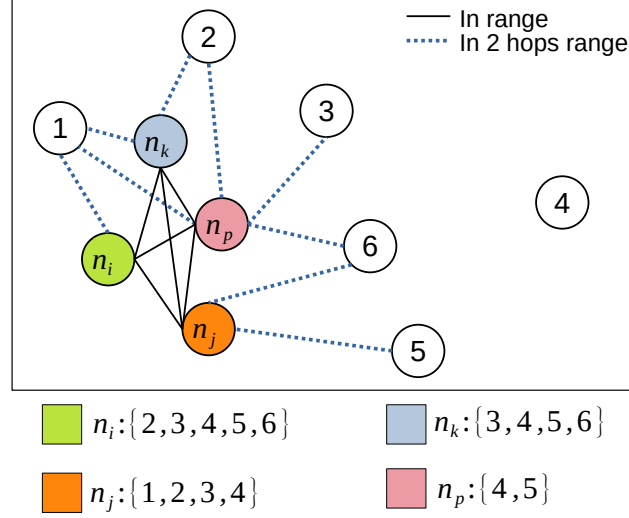 In range
In 2 hops range
2
3
1
n_k
4
n_p
6
n_i
n_j
5
n_i:{2,3,4,5,6}
n_k:{3,4,5,6}
n_j:{1,2,3,4}
n_p:{4,5}